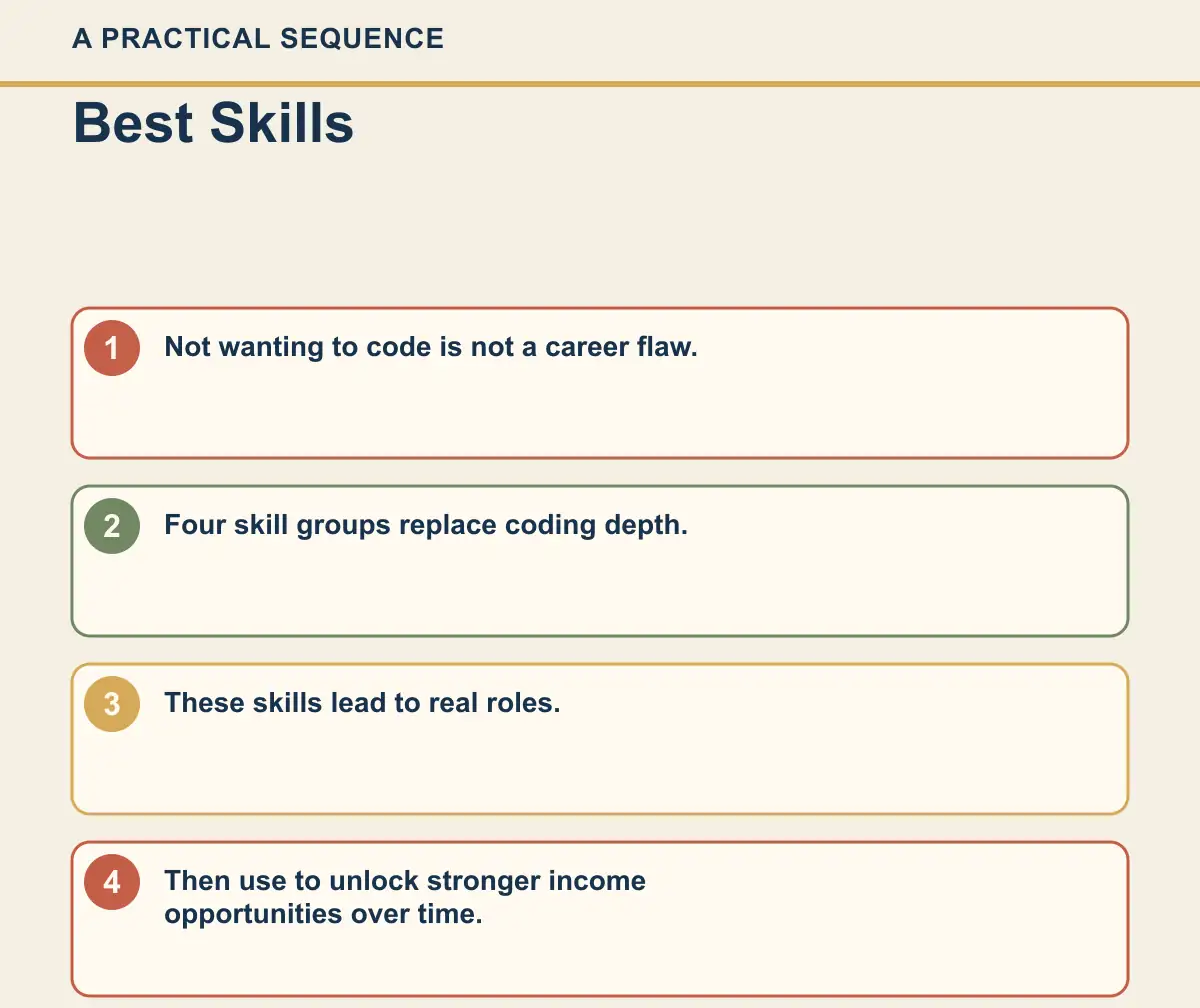 A PRACTICAL SEQUENCE
Best Skills
1
Not wanting to code is not a career flaw.
2
Four skill groups replace coding depth.
3
These skills lead to real roles.
4
Then use to unlock stronger income
opportunities over time.